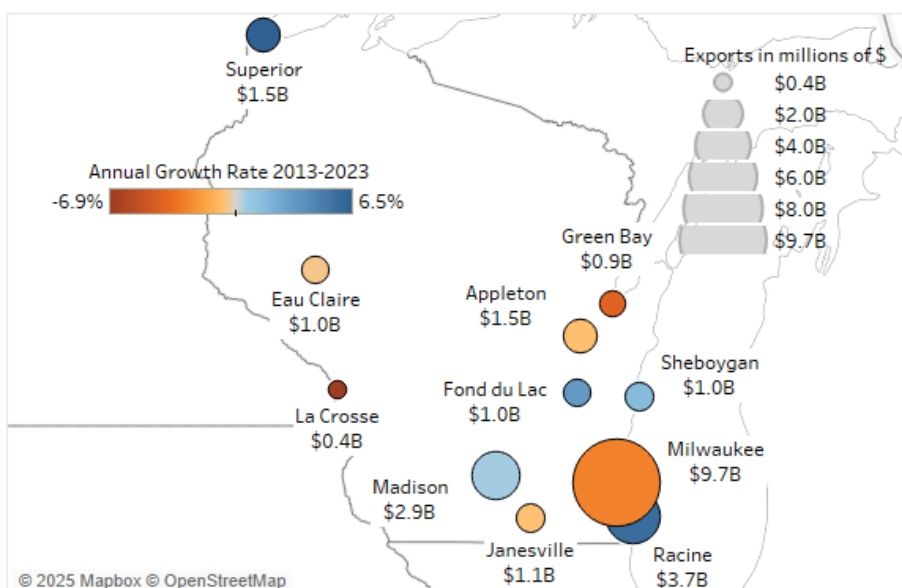 Superior
$1.5B
Exports in millions of $
$0.4B
$2.0B
$4.0B
$6.0B
$8.0B
$9.7B
Annual Growth Rate 2013-2023
-6.9%
6.5%
Green Bay
$0.9B
Eau Claire
$1.0B
Appleton
$1.5B
Sheboygan
$1.0B
Fond du Lac
$1.0B
La Crosse
$0.4B
Milwaukee
$9.7B
Madison
$2.9B
Janesville
$1.1B
Racine
$3.7B
© 2025 Mapbox © OpenStreetMap